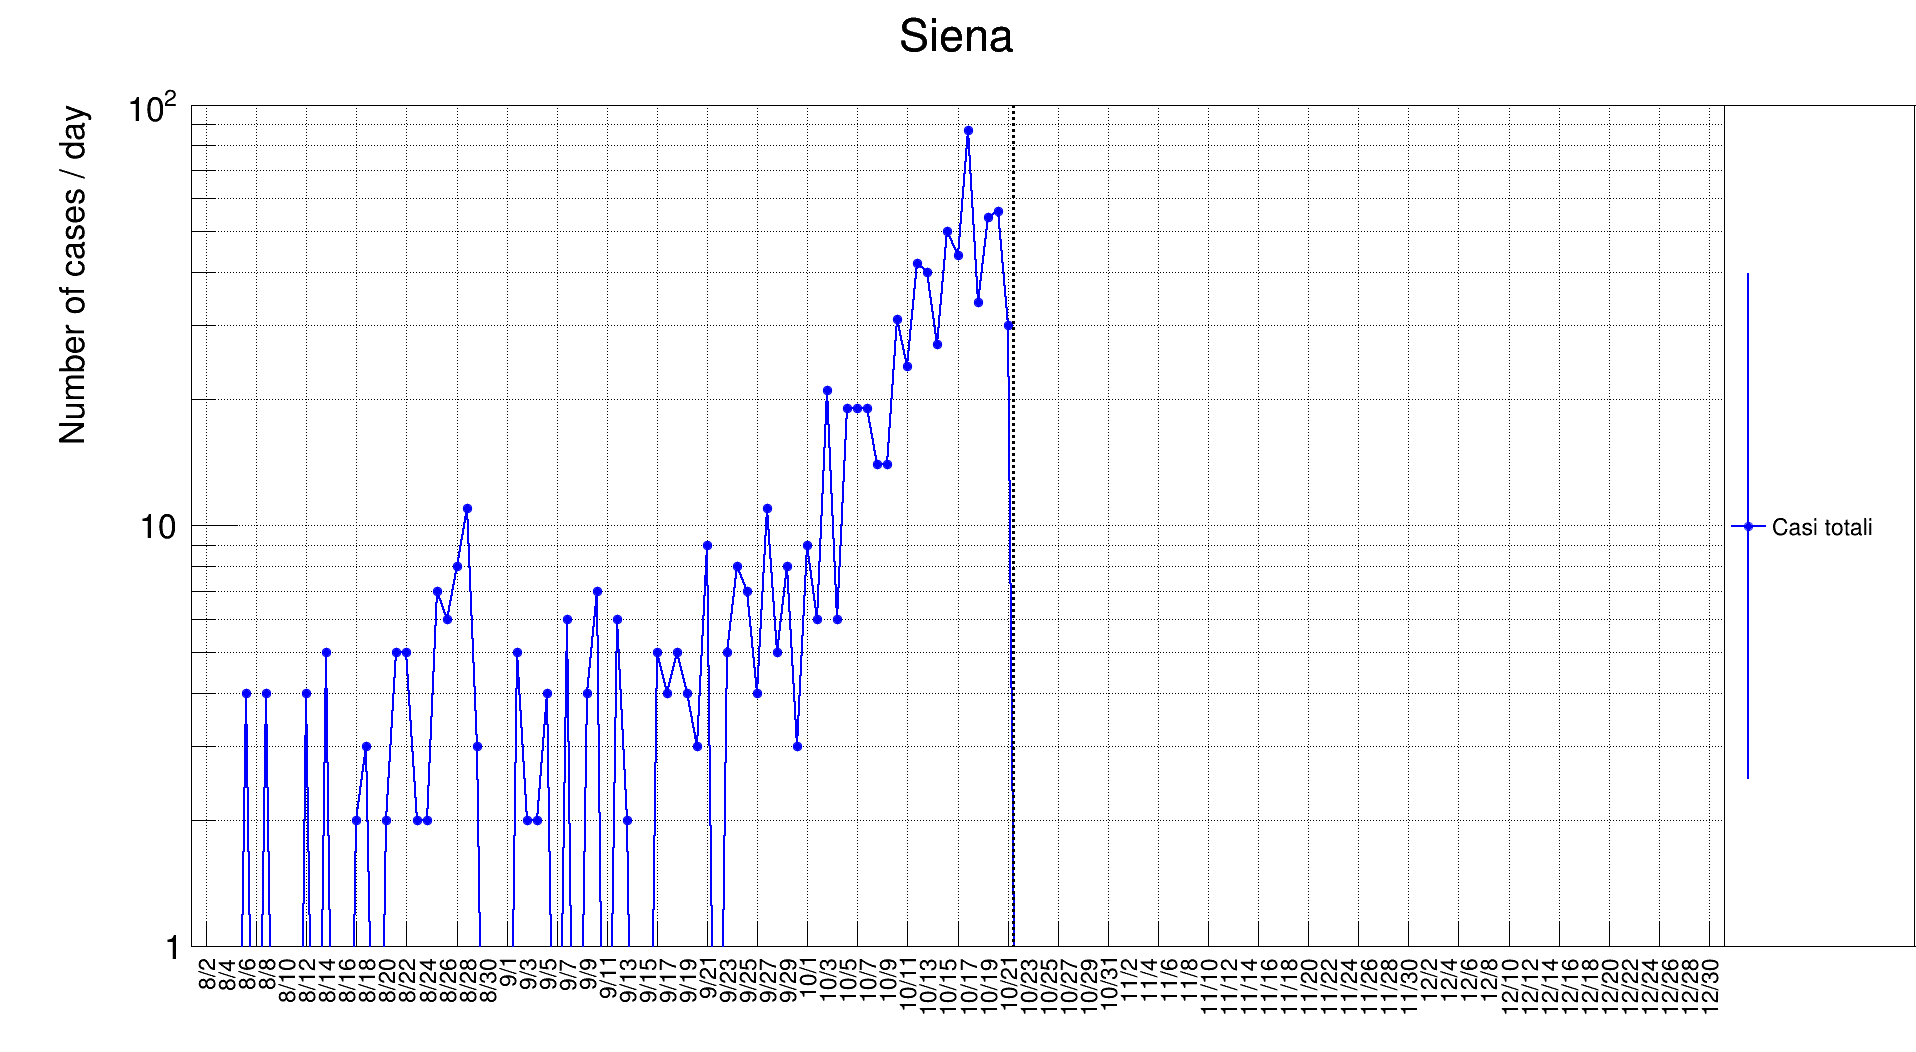 Siena
Number of cases / day
10²
10
1
8/2 8/4 8/6 8/8 8/10 8/12 8/14 8/16 8/18 8/20 8/22 8/24 8/26 8/28 8/30 9/1 9/3 9/5 9/7 9/9 9/11 9/13 9/15 9/17 9/19 9/21 9/23 9/25 9/27 9/29 10/1 10/3 10/5 10/7 10/9 10/11 10/13 10/15 10/17 10/19 10/21 10/23 10/25 10/27 10/29 10/31 11/2 11/4 11/6 11/8 11/10 11/12 11/14 11/16 11/18 11/20 11/22 11/24 11/26 11/28 11/30 12/2 12/4 12/6 12/8 12/10 12/12 12/14 12/16 12/18 12/20 12/22 12/24 12/26 12/28 12/30
Casi totali